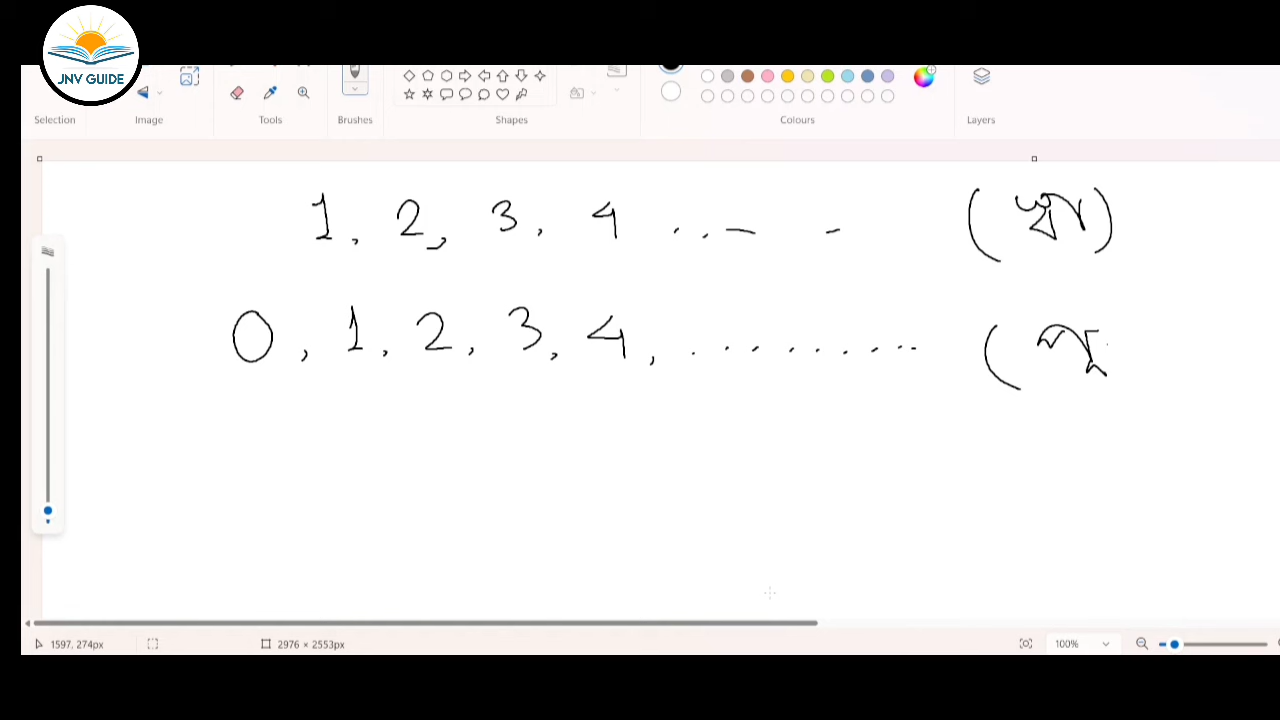 JNV GUIDE
Selection Image Tools Brushes Shapes Colours Layers
1, 2, 3, 4 ...- - (
0, 1, 2, 3, 4, ......... (
1597, 274px 2976 × 2553px 100%